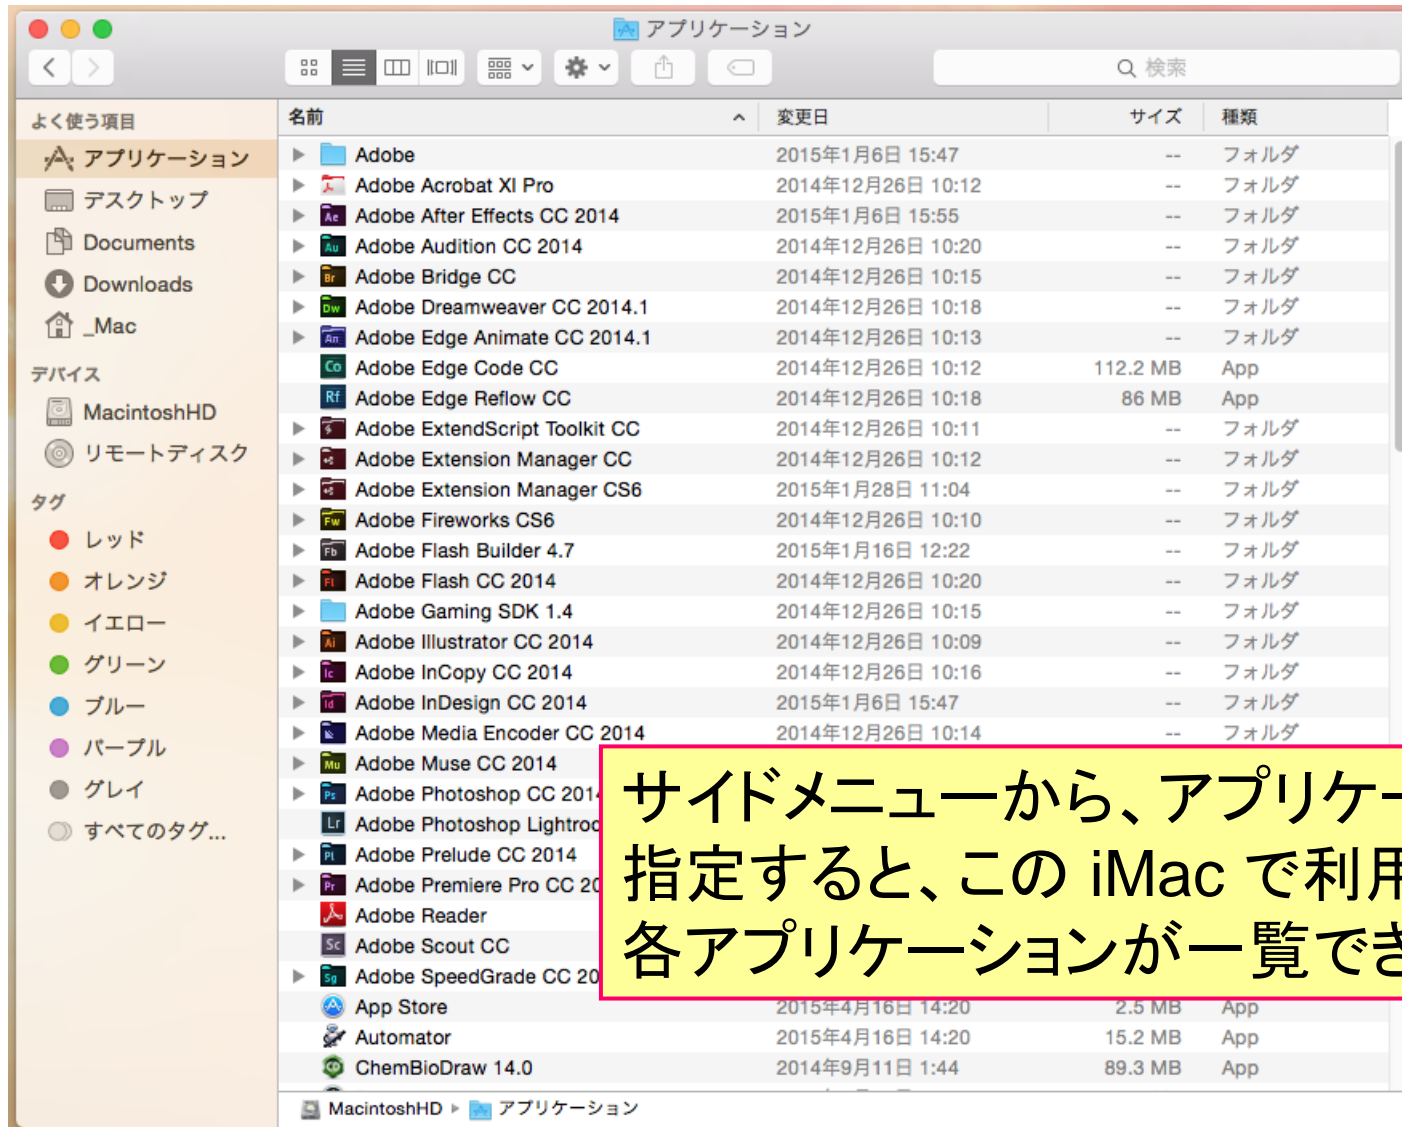 アプリケーション
検索
よく使う項目
アプリケーション
デスクトップ
Documents
Downloads
_Mac
デバイス
MacintoshHD
リモートディスク
タグ
レッド
オレンジ
イエロー
グリーン
ブルー
パープル
グレイ
すべてのタグ...
名前 変更日 サイズ 種類
Adobe 2015年1月6日 15:47 -- フォルダ
Adobe Acrobat XI Pro 2014年12月26日 10:12 -- フォルダ
Adobe After Effects CC 2014 2015年1月6日 15:55 -- フォルダ
Adobe Audition CC 2014 2014年12月26日 10:20 -- フォルダ
Adobe Bridge CC 2014年12月26日 10:15 -- フォルダ
Adobe Dreamweaver CC 2014.1 2014年12月26日 10:18 -- フォルダ
Adobe Edge Animate CC 2014.1 2014年12月26日 10:13 -- フォルダ
Adobe Edge Code CC 2014年12月26日 10:12 112.2 MB App
Adobe Edge Reflow CC 2014年12月26日 10:18 86 MB App
Adobe ExtendScript Toolkit CC 2014年12月26日 10:11 -- フォルダ
Adobe Extension Manager CC 2014年12月26日 10:12 -- フォルダ
Adobe Extension Manager CS6 2015年1月28日 11:04 -- フォルダ
Adobe Fireworks CS6 2014年12月26日 10:10 -- フォルダ
Adobe Flash Builder 4.7 2015年1月16日 12:22 -- フォルダ
Adobe Flash CC 2014 2014年12月26日 10:20 -- フォルダ
Adobe Gaming SDK 1.4 2014年12月26日 10:15 -- フォルダ
Adobe Illustrator CC 2014 2014年12月26日 10:09 -- フォルダ
Adobe InCopy CC 2014 2014年12月26日 10:16 -- フォルダ
Adobe InDesign CC 2014 2015年1月6日 15:47 -- フォルダ
Adobe Media Encoder CC 2014 2014年12月26日 10:14 -- フォルダ
Adobe Muse CC 2014
Adobe Photoshop CC 2014
Adobe Photoshop Lightroo
Adobe Prelude CC 2014
Adobe Premiere Pro CC 20
Adobe Reader
Adobe Scout CC
Adobe SpeedGrade CC 20
App Store 2015年4月16日 14:20 2.5 MB App
Automator 2015年4月16日 14:20 15.2 MB App
ChemBioDraw 14.0 2014年9月11日 1:44 89.3 MB App
サイドメニューから、アプリケー
指定すると、この iMac で利用
各アプリケーションが一覧でき
MacintoshHD ▸ アプリケーション